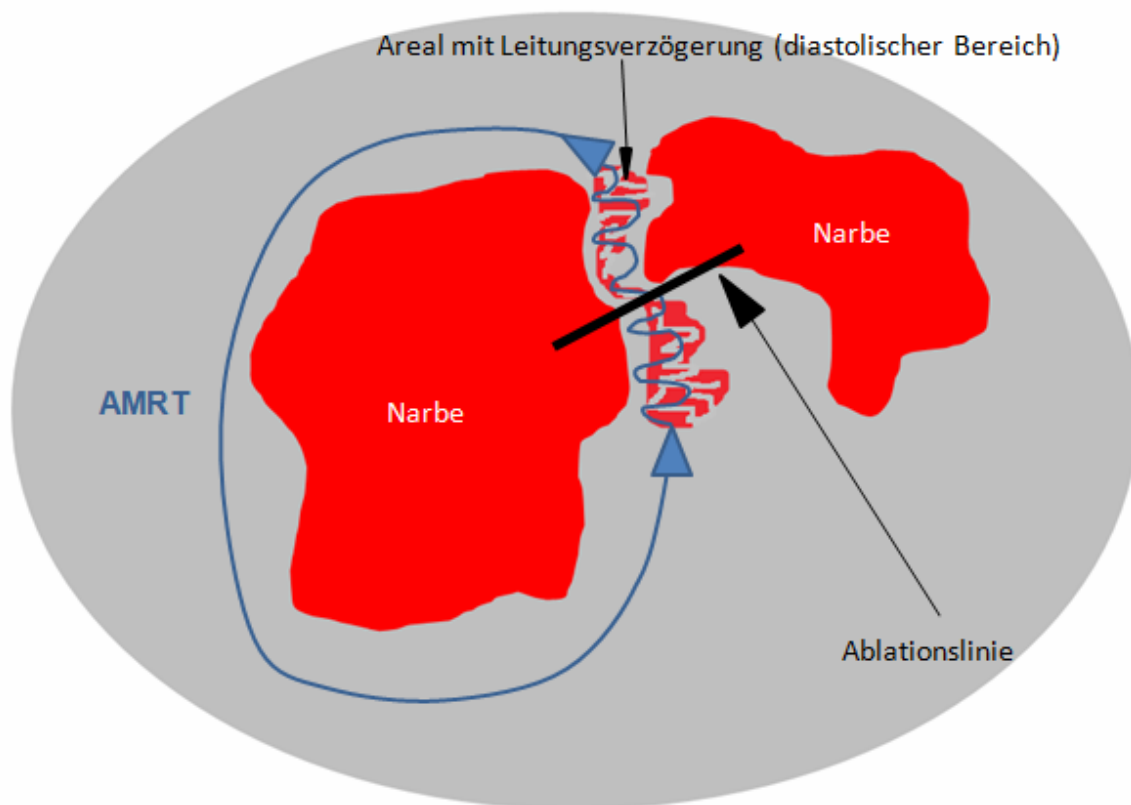 Areal mit Leitungsverzögerung (diastolischer Bereich)
Narbe
AMRT
Narbe
Ablationslinie